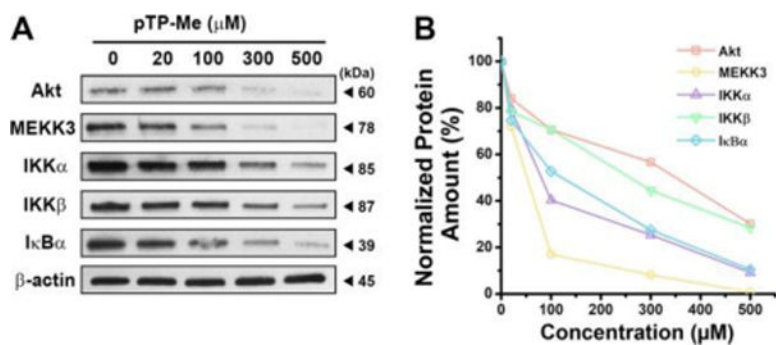 A
pTP-Me (μM)
0 20 100 300 500
(kDa)
Akt ◄ 60
MEKK3 ◄ 78
IKKα ◄ 85
IKKβ ◄ 87
IκBα ◄ 39
β-actin ◄ 45
B
Normalized Protein
Amount (%)
100
80
60
40
20
0
0 100 200 300 400 500
Concentration (μM)
Akt
MEKK3
IKKα
IKKβ
IκBα